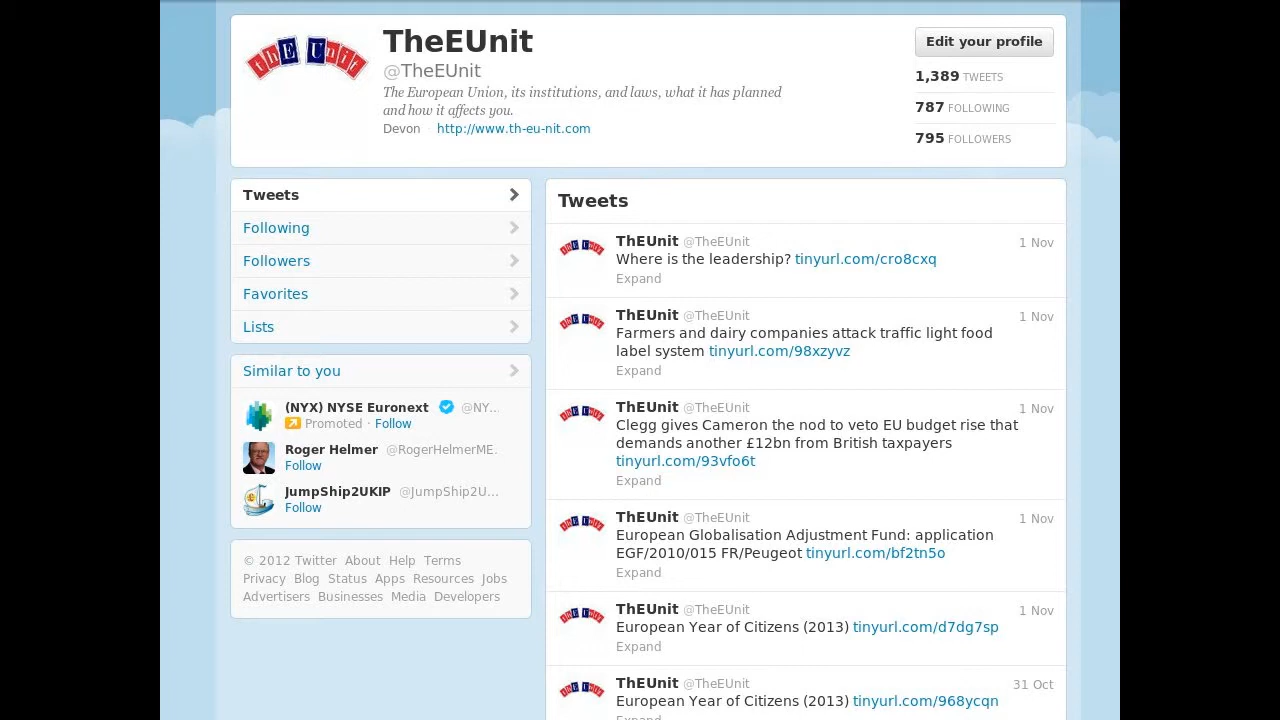 thE Unit
TheEUnit
@TheEUnit
The European Union, its institutions, and laws, what it has planned
and how it affects you.
Devon · http://www.th-eu-nit.com
Edit your profile
1,389 TWEETS
787 FOLLOWING
795 FOLLOWERS
Tweets
Following
Followers
Favorites
Lists
Similar to you
(NYX) NYSE Euronext @NY...
Promoted · Follow
Roger Helmer @RogerHelmerME.
Follow
JumpShip2UKIP @JumpShip2U...
Follow
© 2012 Twitter About Help Terms
Privacy Blog Status Apps Resources Jobs
Advertisers Businesses Media Developers
Tweets
ThEUnit @TheEUnit 1 Nov
Where is the leadership? tinyurl.com/cro8cxq
Expand
ThEUnit @TheEUnit 1 Nov
Farmers and dairy companies attack traffic light food
label system tinyurl.com/98xzyvz
Expand
ThEUnit @TheEUnit 1 Nov
Clegg gives Cameron the nod to veto EU budget rise that
demands another £12bn from British taxpayers
tinyurl.com/93vfo6t
Expand
ThEUnit @TheEUnit 1 Nov
European Globalisation Adjustment Fund: application
EGF/2010/015 FR/Peugeot tinyurl.com/bf2tn5o
Expand
ThEUnit @TheEUnit 1 Nov
European Year of Citizens (2013) tinyurl.com/d7dg7sp
Expand
ThEUnit @TheEUnit 31 Oct
European Year of Citizens (2013) tinyurl.com/968ycqn
Expand